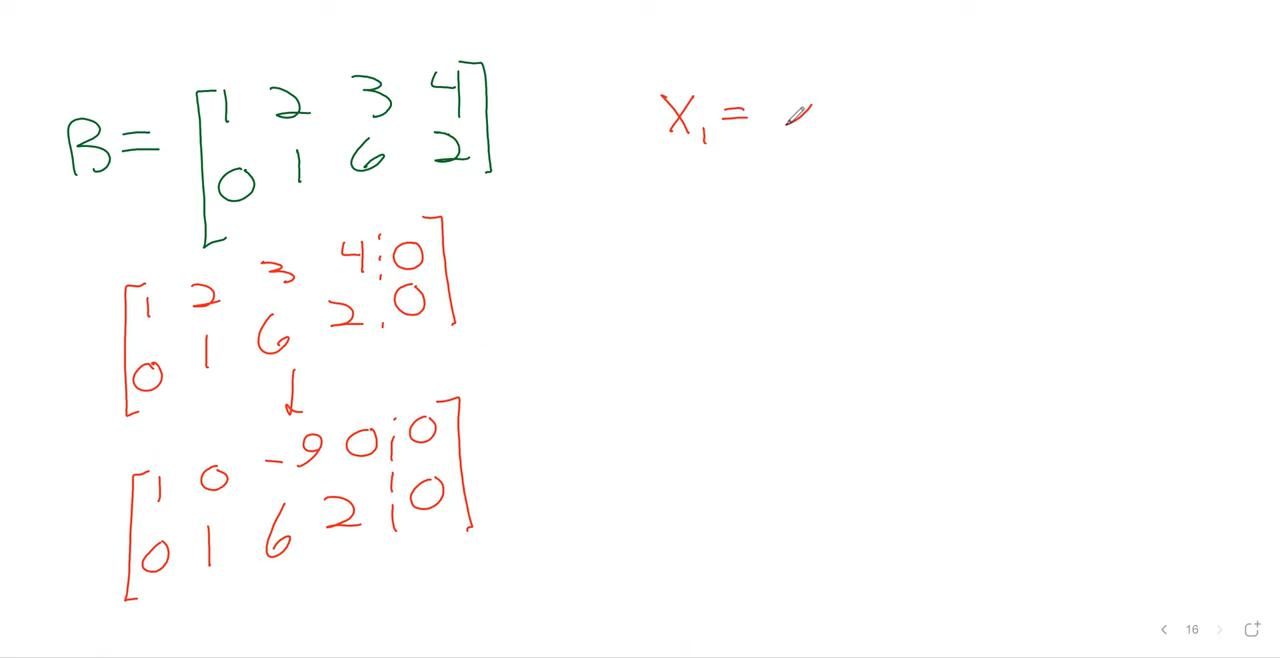 B = [1 2 3 4
0 1 6 2]
[1 2 3 4 ⋮ 0
0 1 6 2 ⋮ 0]
↓
[1 0 -9 0 ⋮ 0
0 1 6 2 ⋮ 0]
X₁ =
16